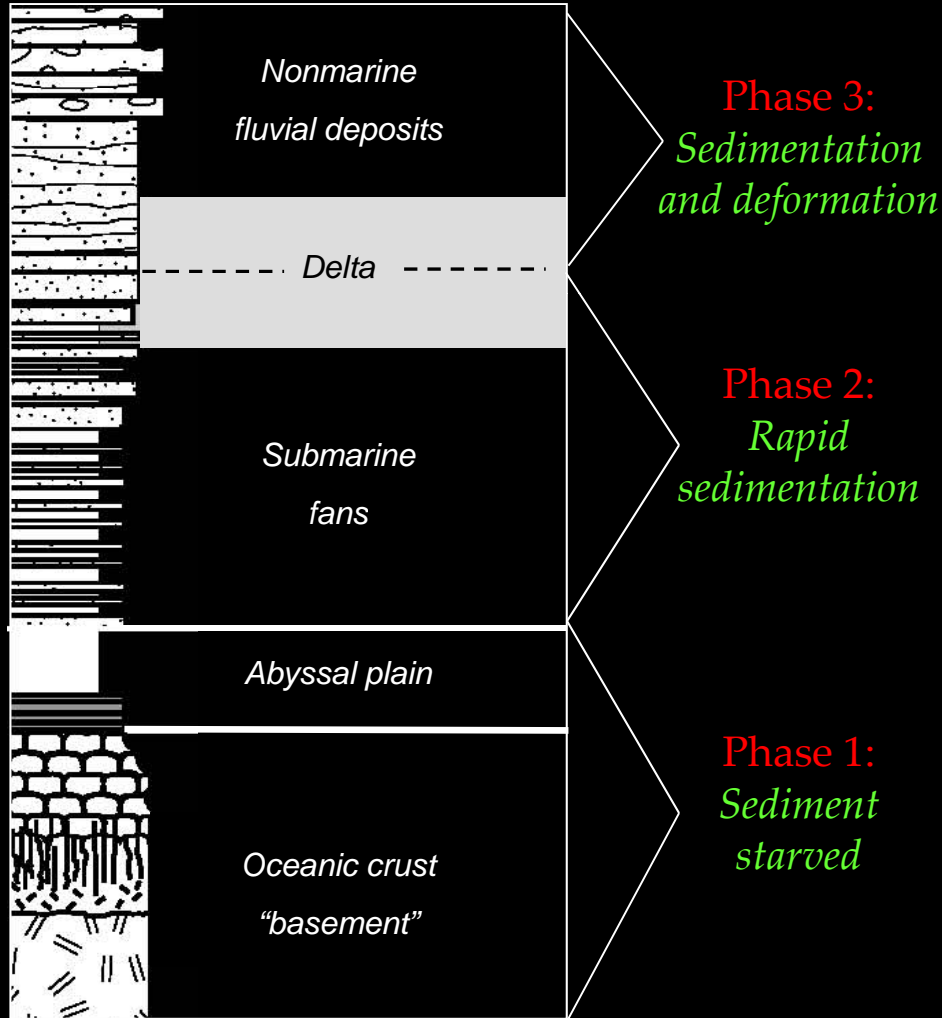 Nonmarine
fluvial deposits
Delta
Submarine
fans
Abyssal plain
Oceanic crust
“basement”
Phase 3:
Sedimentation
and deformation
Phase 2:
Rapid
sedimentation
Phase 1:
Sediment
starved